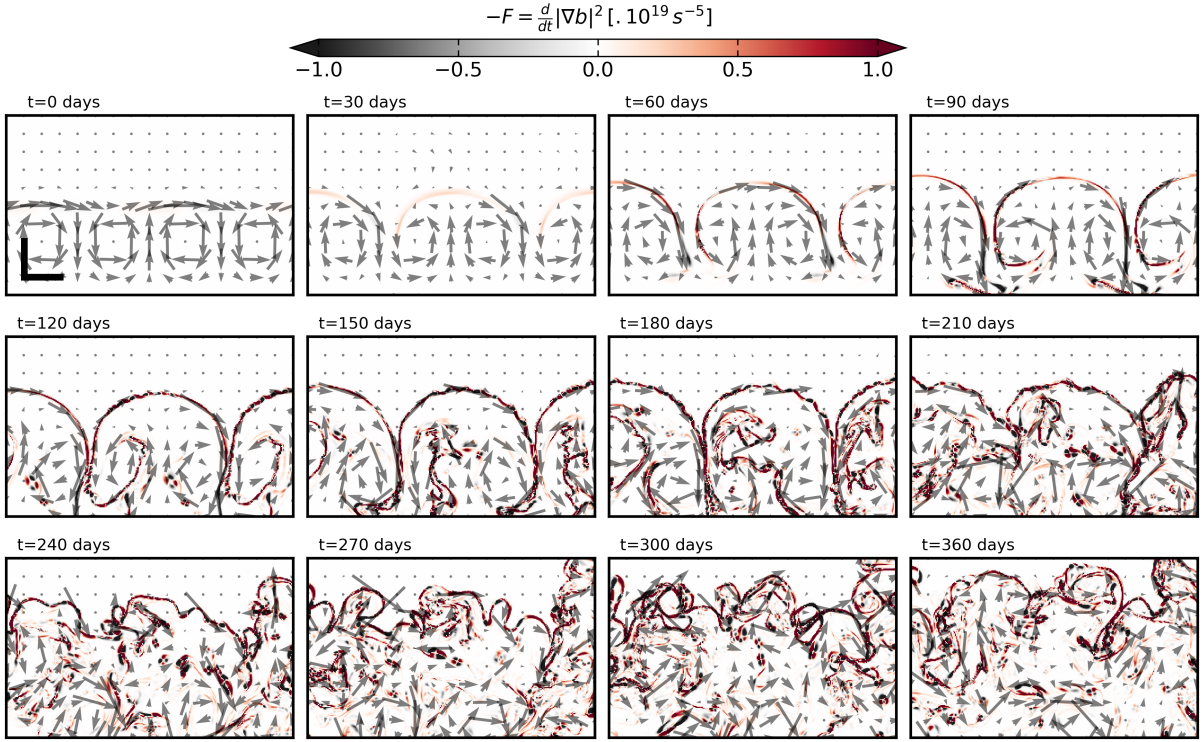 −F = d/dt |∇b|² [. 10¹⁹ s⁻⁵]
−1.0 −0.5 0.0 0.5 1.0
t=0 days t=30 days t=60 days t=90 days
t=120 days t=150 days t=180 days t=210 days
t=240 days t=270 days t=300 days t=360 days